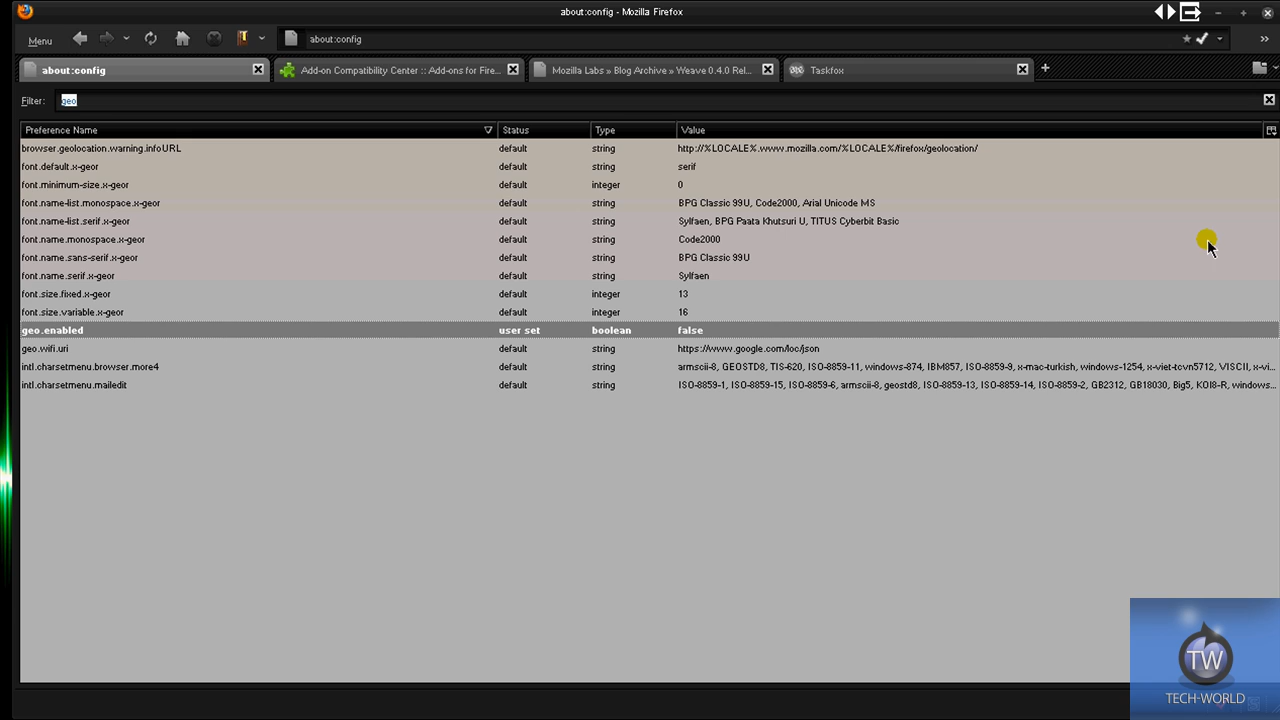 about:config - Mozilla Firefox
Menu
about:config
about:config
Add-on Compatibility Center :: Add-ons for Fire...
Mozilla Labs » Blog Archive » Weave 0.4.0 Rel...
Taskfox
Filter: geo
Preference Name Status Type Value
browser.geolocation.warning.infoURL default string http://%LOCALE%.www.mozilla.com/%LOCALE%/firefox/geolocation/
font.default.x-geor default string serif
font.minimum-size.x-geor default integer 0
font.name-list.monospace.x-geor default string BPG Classic 99U, Code2000, Arial Unicode MS
font.name-list.serif.x-geor default string Sylfaen, BPG Paata Khutsuri U, TITUS Cyberbit Basic
font.name.monospace.x-geor default string Code2000
font.name.sans-serif.x-geor default string BPG Classic 99U
font.name.serif.x-geor default string Sylfaen
font.size.fixed.x-geor default integer 13
font.size.variable.x-geor default integer 16
geo.enabled user set boolean false
geo.wifi.uri default string https://www.google.com/loc/json
intl.charsetmenu.browser.more4 default string armscii-8, GEOSTD8, TIS-620, ISO-8859-11, windows-874, IBM857, ISO-8859-9, x-mac-turkish, windows-1254, x-viet-tcvn5712, VISCII, x-vi...
intl.charsetmenu.mailedit default string ISO-8859-1, ISO-8859-15, ISO-8859-6, armscii-8, geostd8, ISO-8859-13, ISO-8859-14, ISO-8859-2, GB2312, GB18030, Big5, KOI8-R, windows...
TW
TECH-WORLD